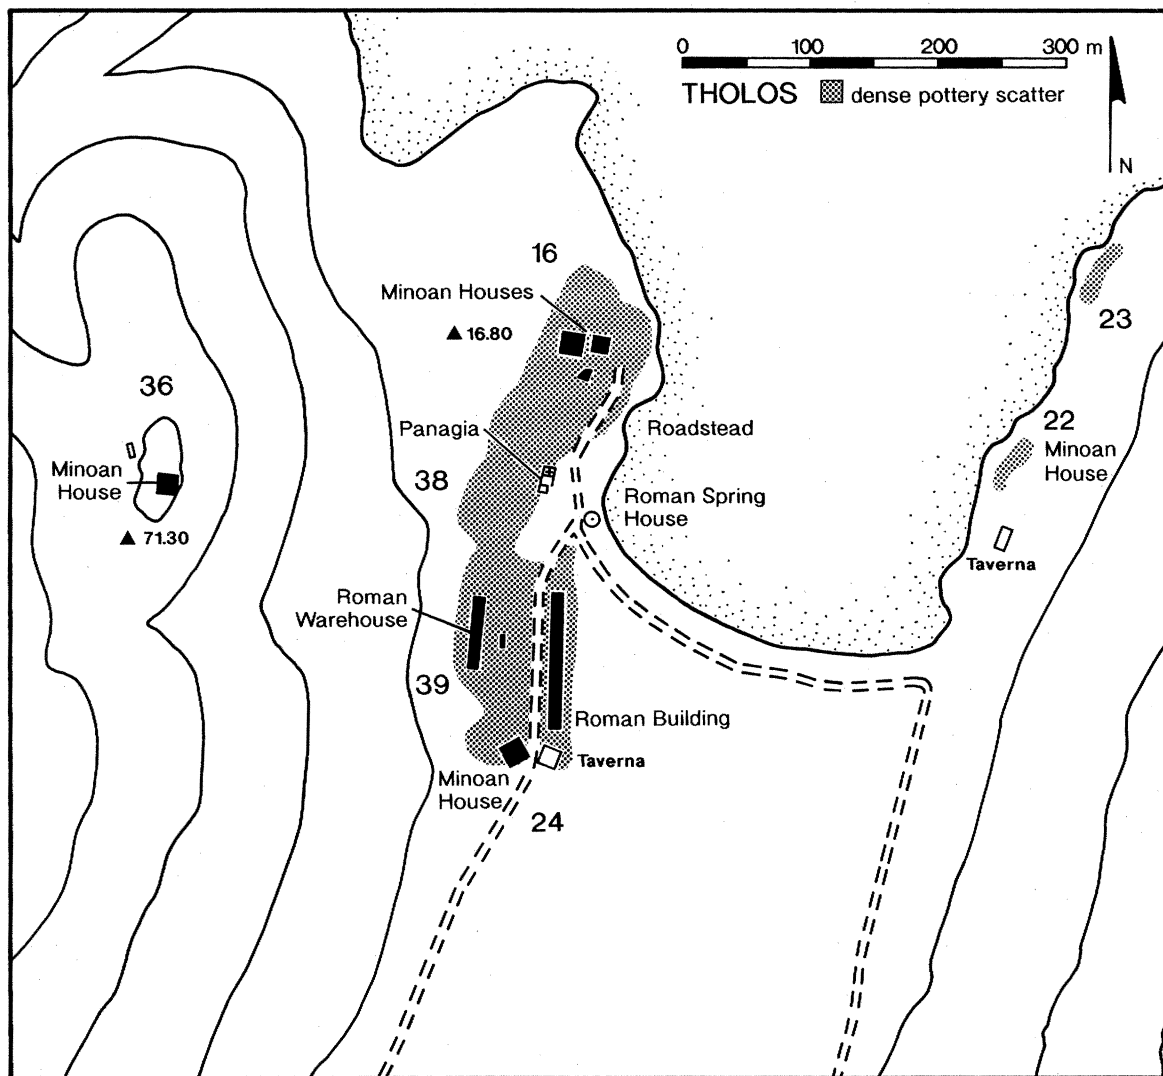 0 100 200 300 m
THOLOS dense pottery scatter
N
16
Minoan Houses
16.80
23
36
22
Panagia
Roadstead
Minoan
House
Minoan
House
38
Roman Spring
House
71.30
Taverna
Roman
Warehouse
39
Roman Building
Taverna
Minoan
House
24